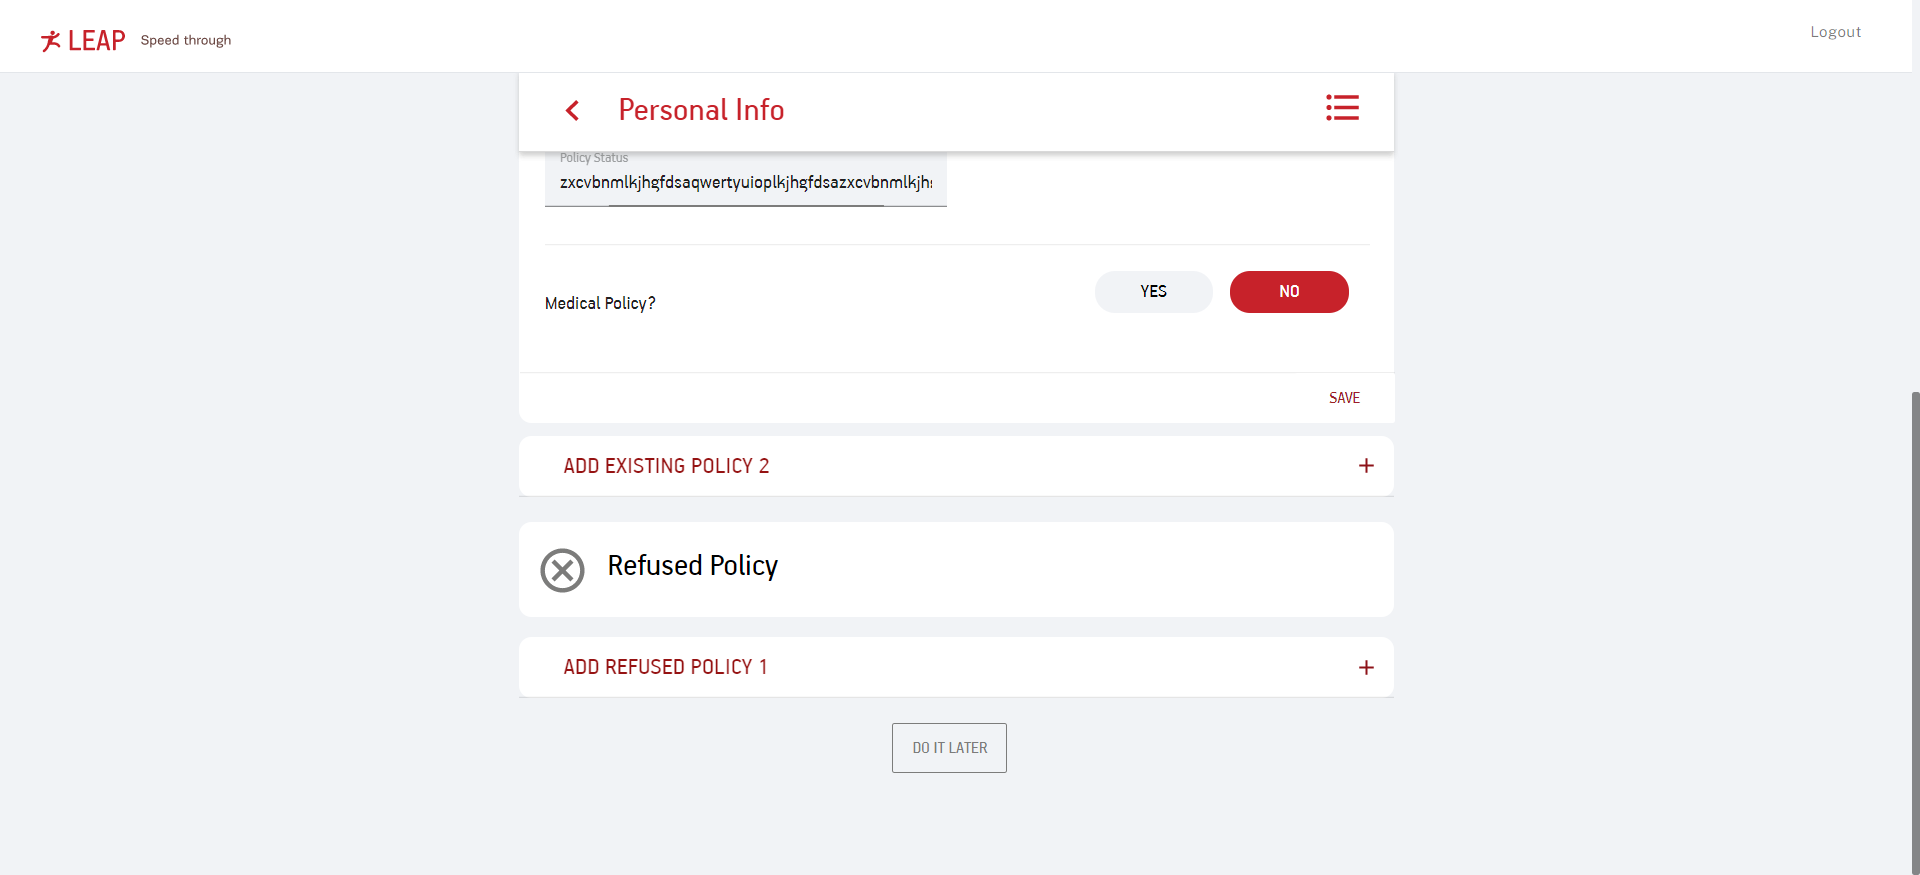 LEAP Speed through
Logout
Personal Info
Policy Status
zxcvbnmlkjhgfdsaqwertyuioplkjhgfdsazxcvbnmlkjh
Medical Policy?
YES
NO
SAVE
ADD EXISTING POLICY 2
+
Refused Policy
ADD REFUSED POLICY 1
+
DO IT LATER